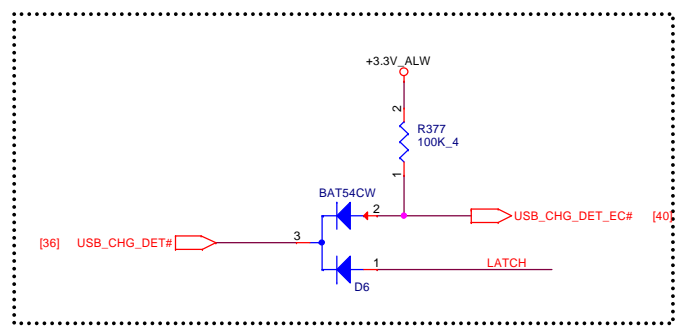 +3.3V_ALW
2
R377
100K_4
1
BAT54CW
2
USB_CHG_DET_EC# [40]
[36] USB_CHG_DET# 3
1
LATCH
D6